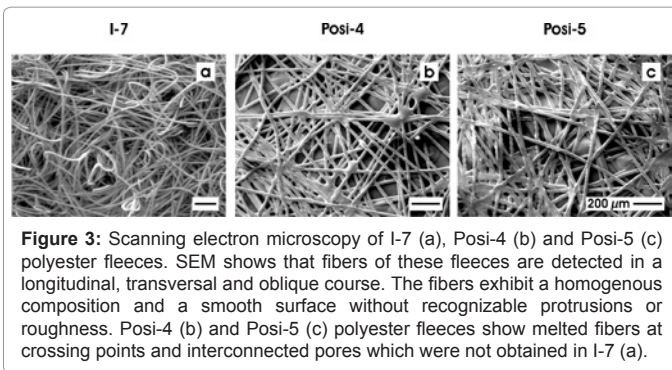 I-7 Posi-4 Posi-5
a b c
200 µm
Figure 3: Scanning electron microscopy of I-7 (a), Posi-4 (b) and Posi-5 (c)
polyester fleeces. SEM shows that fibers of these fleeces are detected in a
longitudinal, transversal and oblique course. The fibers exhibit a homogenous
composition and a smooth surface without recognizable protrusions or
roughness. Posi-4 (b) and Posi-5 (c) polyester fleeces show melted fibers at
crossing points and interconnected pores which were not obtained in I-7 (a).